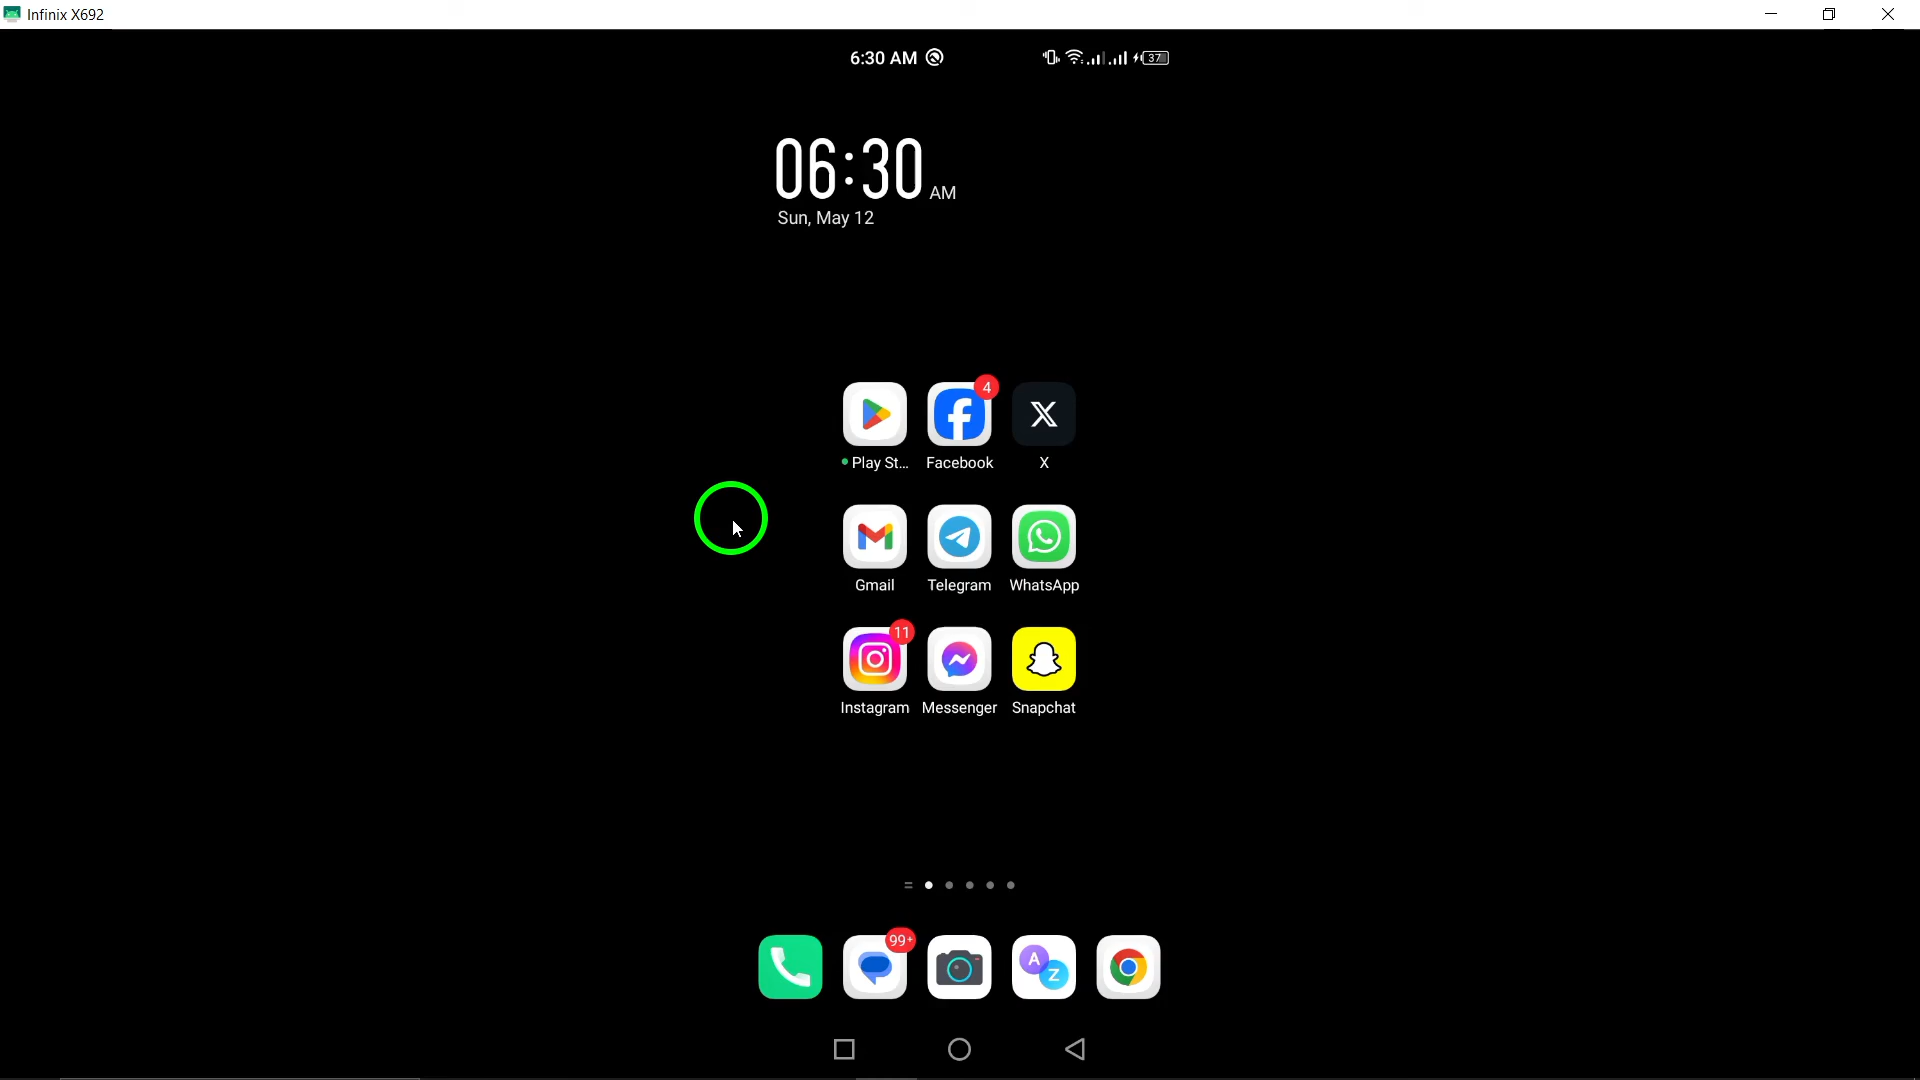 Infinix X692
6:30 AM
37
06:30 AM
Sun, May 12
4
Play St...
Facebook
X
Gmail
Telegram
WhatsApp
11
Instagram
Messenger
Snapchat
99+
A
Z